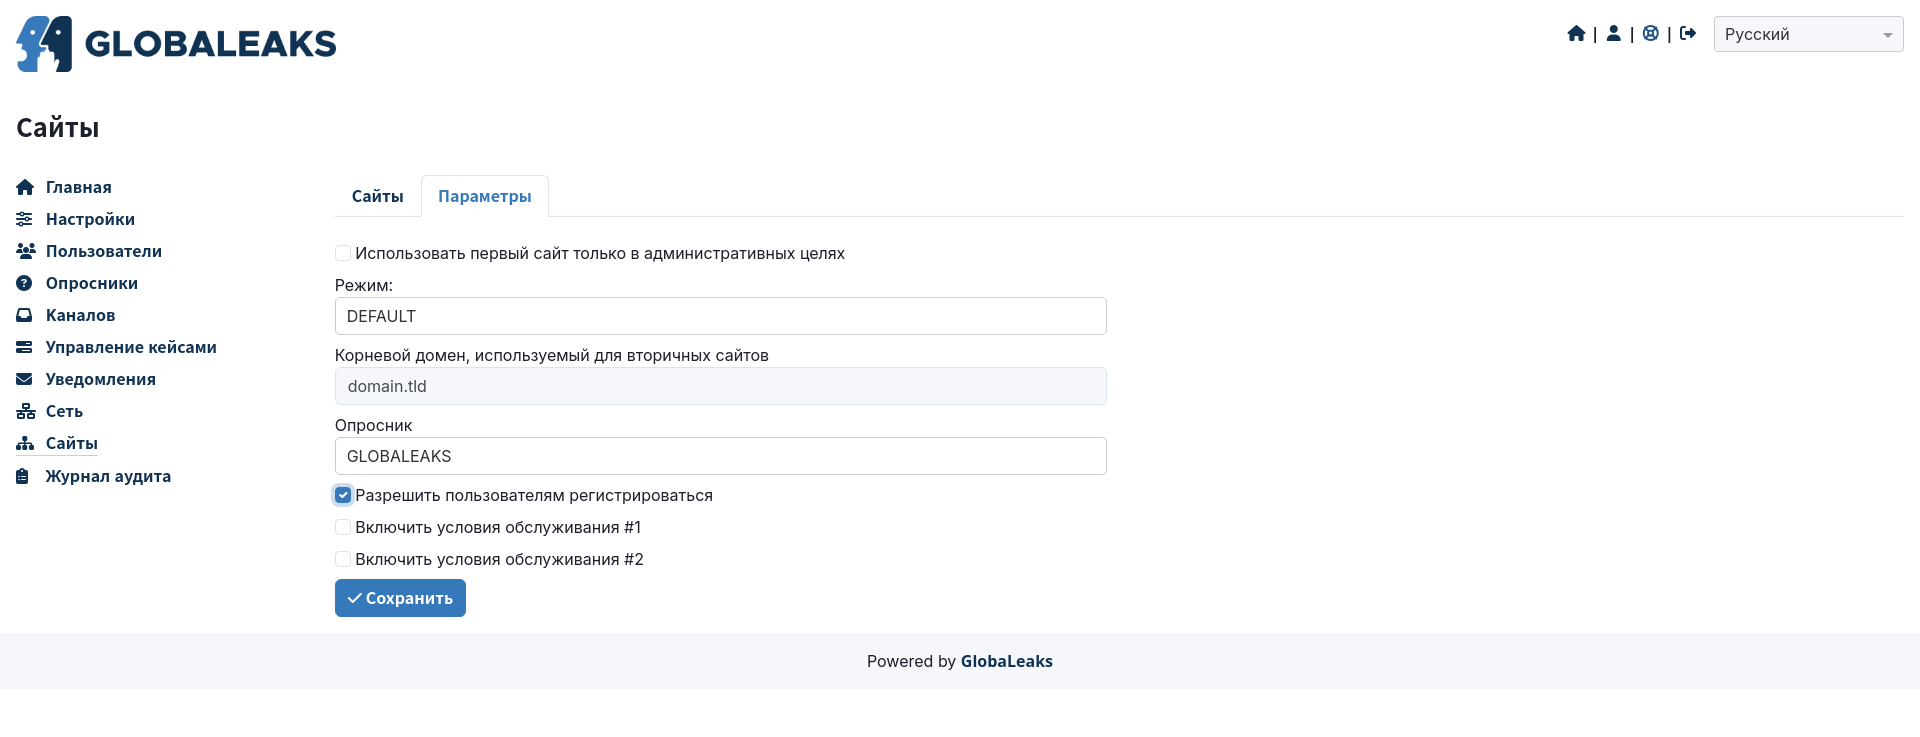 GLOBALEAKS
| | |
Русский
Сайты
Главная
Настройки
Пользователи
Опросники
Каналов
Управление кейсами
Уведомления
Сеть
Сайты
Журнал аудита
Сайты
Параметры
Использовать первый сайт только в административных целях
Режим:
DEFAULT
Корневой домен, используемый для вторичных сайтов
domain.tld
Опросник
GLOBALEAKS
Разрешить пользователям регистрироваться
Включить условия обслуживания #1
Включить условия обслуживания #2
Сохранить
Powered by GlobaLeaks